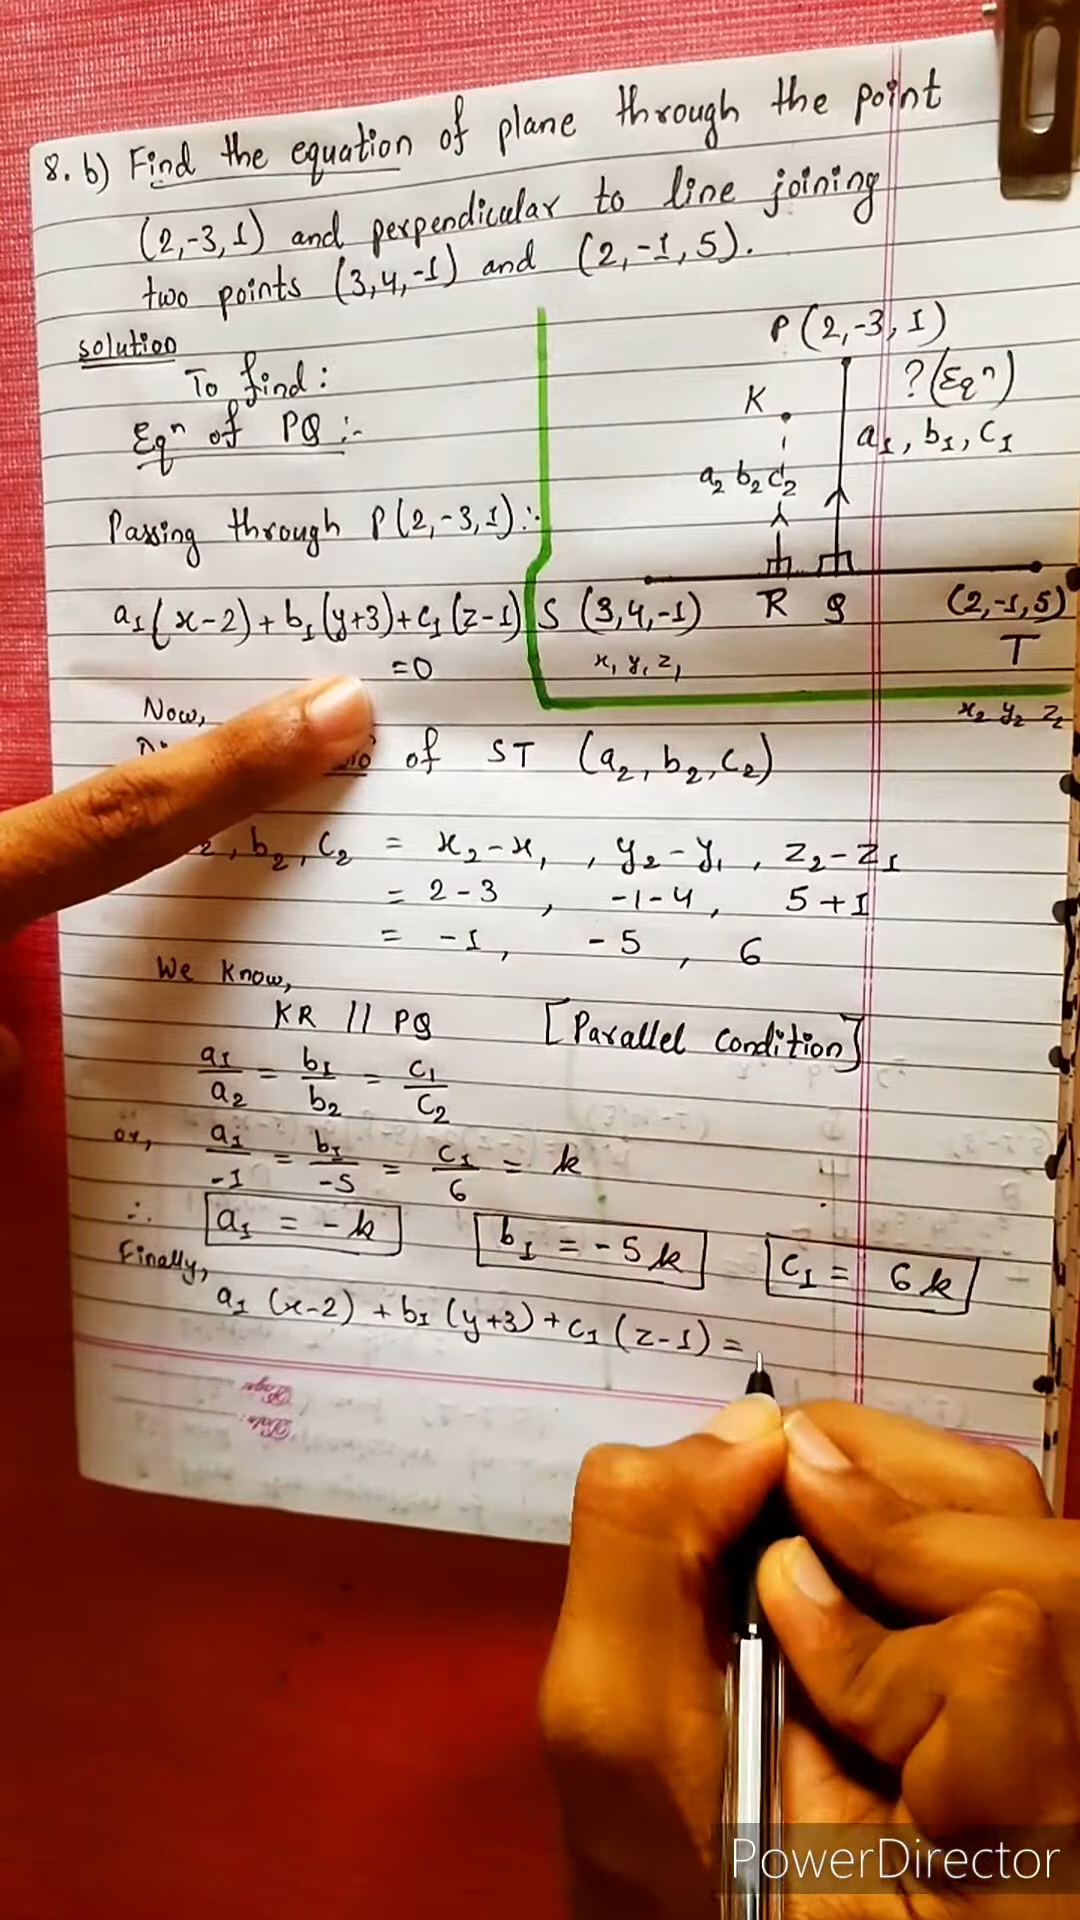 8. b) Find the equation of plane through the point
(2,-3,1) and perpendicular to line joining
two points (3,4,-1) and (2,-1,5).
solution
To find:
Eqⁿ of PQ :-
Passing through P(2,-3,1):-
a₁(x-2)+b₁(y+3)+c₁(z-1)
=0
P(2,-3,1)
?(Eqⁿ)
K
a₁, b₁, c₁
a₂ b₂ c₂
S (3,4,-1) R Q (2,-1,5)
x₁ y₁ z₁ T
x₂ y₂ z₂
Now,
of ST (a₂, b₂, c₂)
, b₂, c₂ = x₂-x₁, y₂-y₁, z₂-z₁
= 2-3, -1-4, 5+1
= -1, -5, 6
We know,
KR // PQ [Parallel condition]
a₁/a₂ = b₁/b₂ = c₁/c₂
or, a₁/-1 = b₁/-5 = c₁/6 = k
∴ a₁ = -k b₁ = -5k c₁ = 6k
Finally,
a₁(x-2) + b₁(y+3) + c₁(z-1) =
Page
Date:
PowerDirector